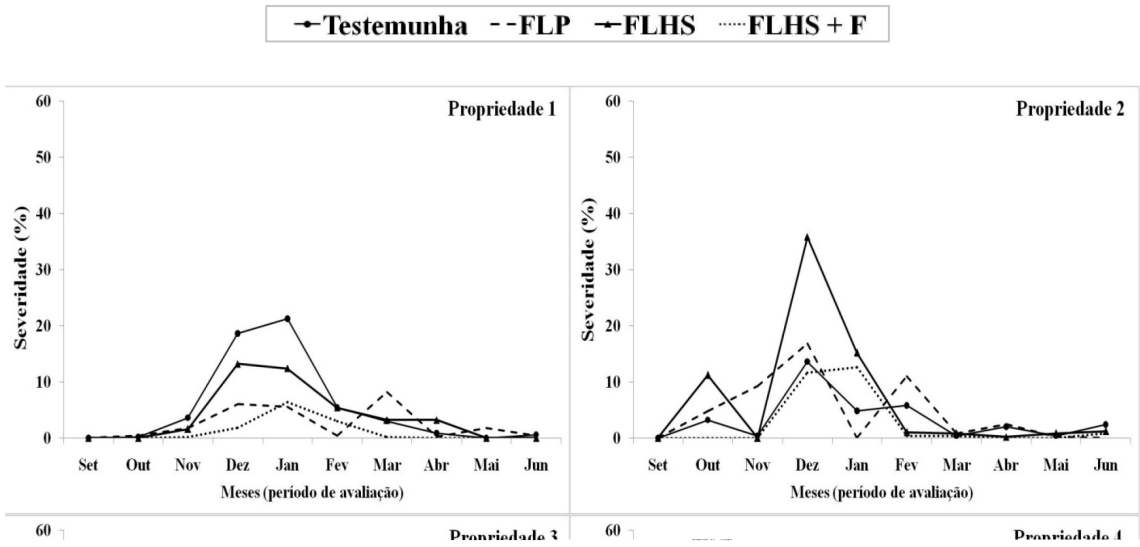 Testemunha FLP FLHS FLHS + F
Propriedade 1
60
50
40
30
20
10
0
Severidade (%)
Set Out Nov Dez Jan Fev Mar Abr Mai Jun
Meses (período de avaliação)
Propriedade 2
60
50
40
30
20
10
0
Severidade (%)
Set Out Nov Dez Jan Fev Mar Abr Mai Jun
Meses (período de avaliação)
60
Propriedade 3
60
Propriedade 4